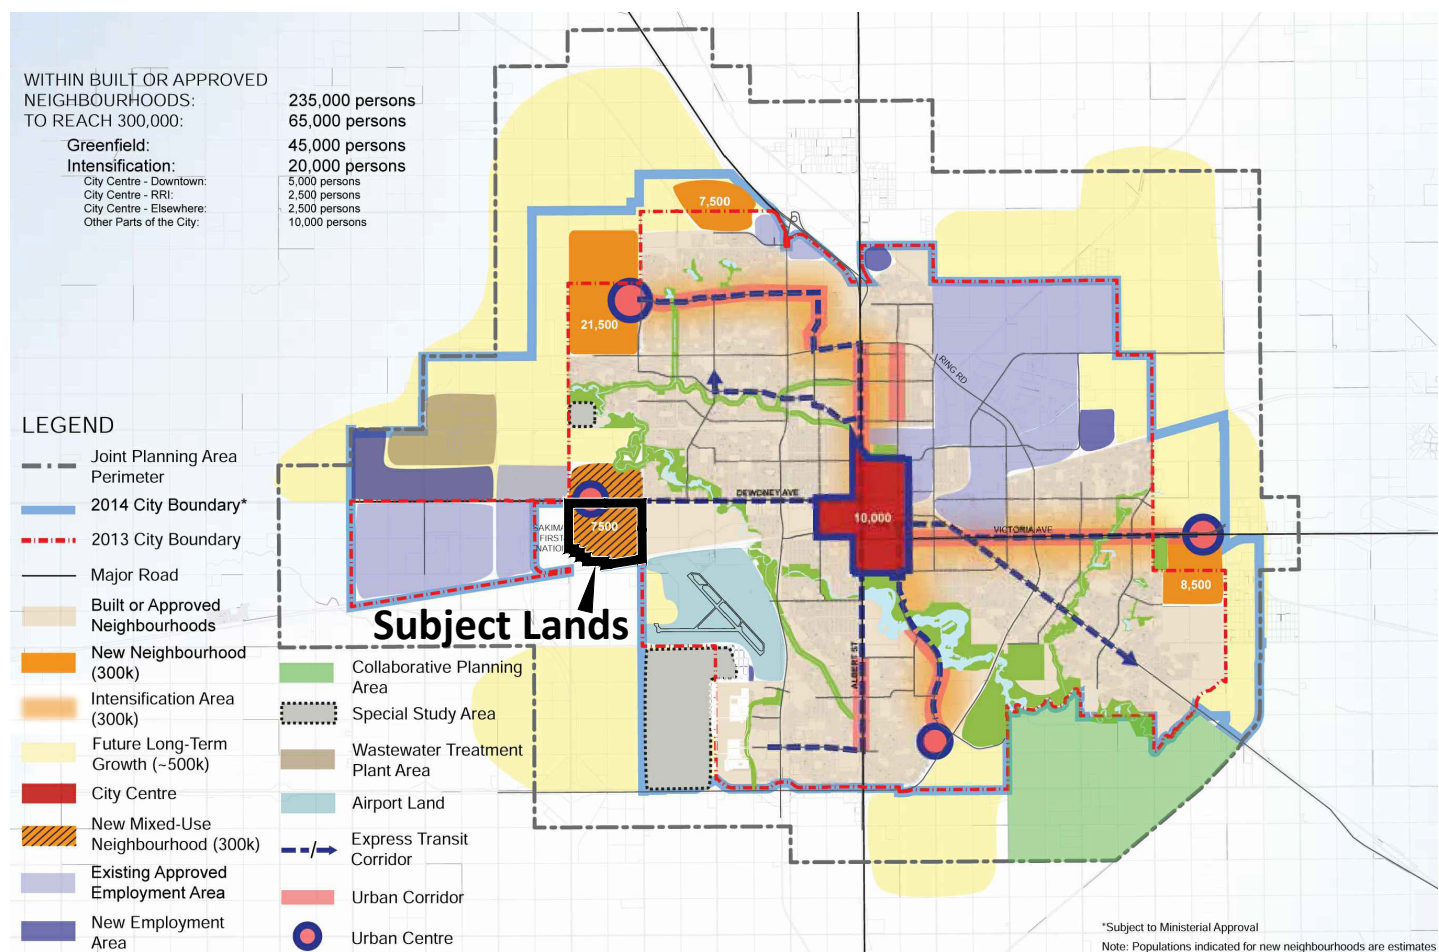 WITHIN BUILT OR APPROVED
NEIGHBOURHOODS: 235,000 persons
TO REACH 300,000: 65,000 persons
Greenfield: 45,000 persons
Intensification: 20,000 persons
City Centre - Downtown: 5,000 persons
City Centre - RRI: 2,500 persons
City Centre - Elsewhere: 2,500 persons
Other Parts of the City: 10,000 persons
7,500
21,500
RING RD
DEWDNEY AVE
10,000
VICTORIA AVE
7500
FIRST
NATION
8,500
Subject Lands
ALBERT ST
LEGEND
Joint Planning Area
Perimeter
2014 City Boundary*
2013 City Boundary
Major Road
Built or Approved
Neighbourhoods
New Neighbourhood
(300k)
Intensification Area
(300k)
Future Long-Term
Growth (~500k)
City Centre
New Mixed-Use
Neighbourhood (300k)
Existing Approved
Employment Area
New Employment
Area
Collaborative Planning
Area
Special Study Area
Wastewater Treatment
Plant Area
Airport Land
Express Transit
Corridor
Urban Corridor
Urban Centre
*Subject to Ministerial Approval
Note: Populations indicated for new neighbourhoods are estimates